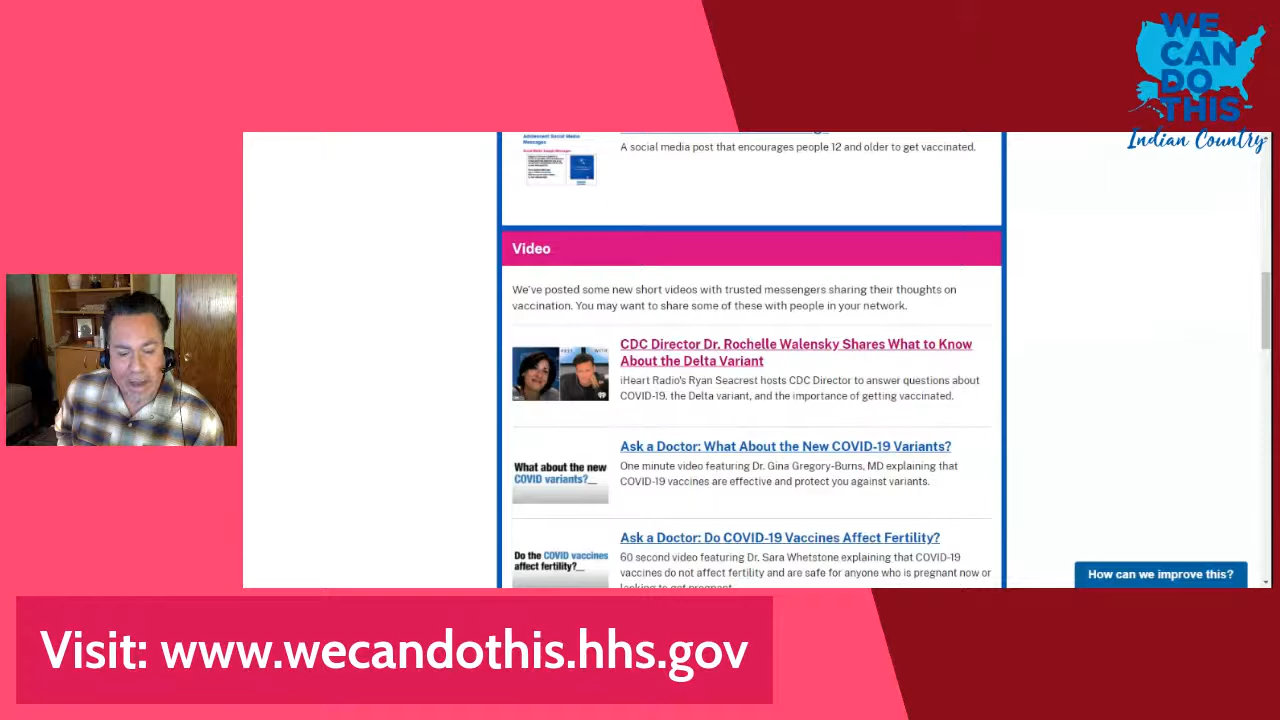 WE
CAN
DO
THIS
Indian Country
Adolescent Social Media
Messages
A social media post that encourages people 12 and older to get vaccinated.
Video
We've posted some new short videos with trusted messengers sharing their thoughts on
vaccination. You may want to share some of these with people in your network.
CDC Director Dr. Rochelle Walensky Shares What to Know
About the Delta Variant
iHeart Radio's Ryan Seacrest hosts CDC Director to answer questions about
COVID-19, the Delta variant, and the importance of getting vaccinated.
What about the new
COVID variants?_
Ask a Doctor: What About the New COVID-19 Variants?
One minute video featuring Dr. Gina Gregory-Burns, MD explaining that
COVID-19 vaccines are effective and protect you against variants.
Do the COVID vaccines
affect fertility?_
Ask a Doctor: Do COVID-19 Vaccines Affect Fertility?
60 second video featuring Dr. Sara Whetstone explaining that COVID-19
vaccines do not affect fertility and are safe for anyone who is pregnant now or
looking to get pregnant.
How can we improve this?
Visit: www.wecandothis.hhs.gov